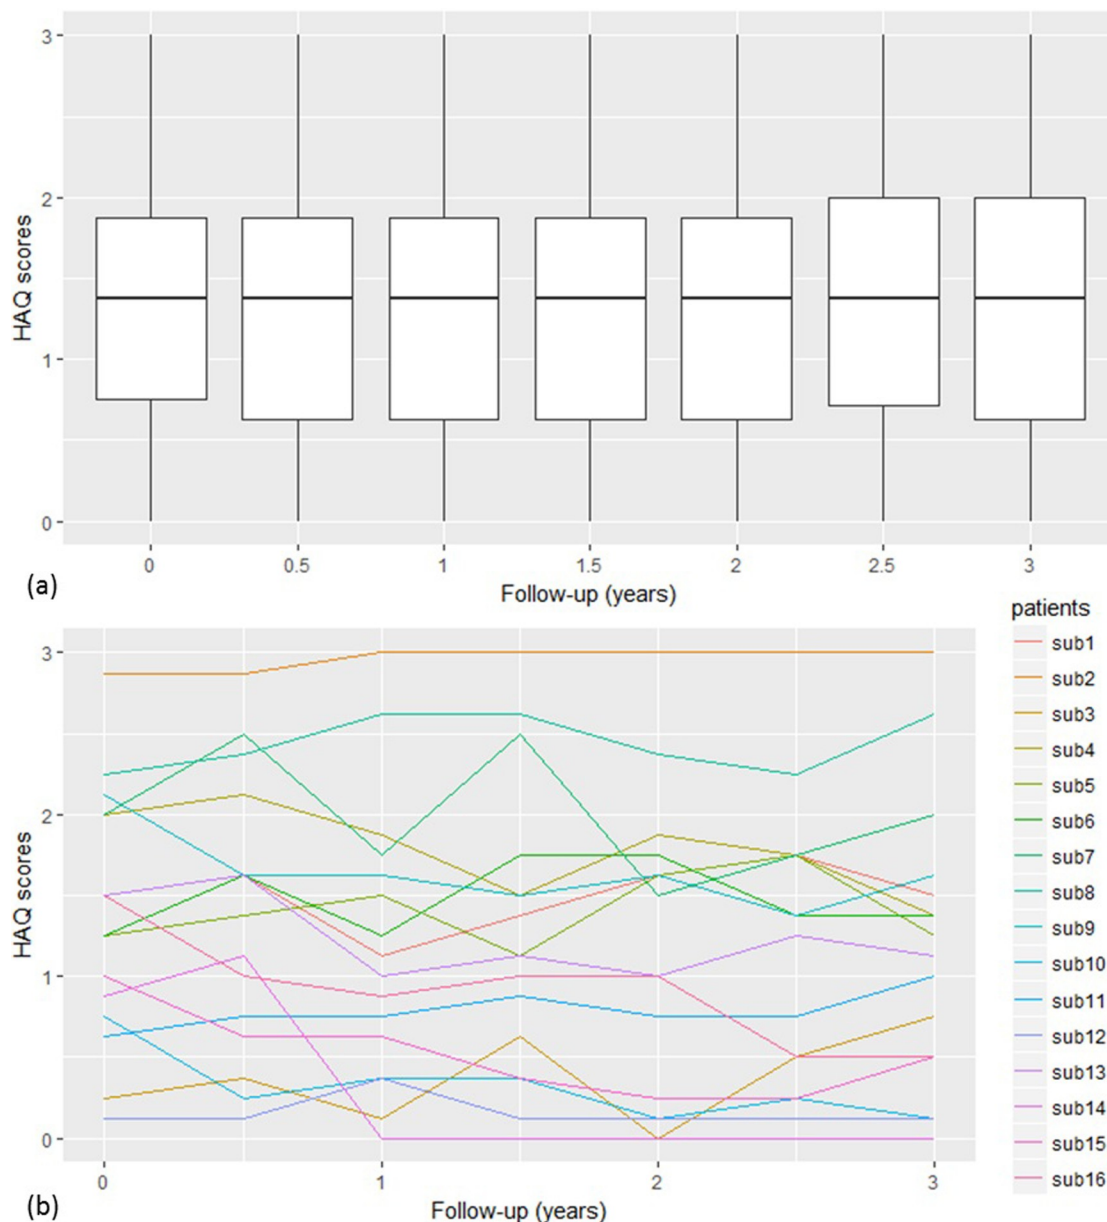 3
2
1
0
HAQ scores
0 0.5 1 1.5 2 2.5 3
Follow-up (years)
(a)
3
2
1
0
HAQ scores
0 1 2 3
Follow-up (years)
(b)
patients
sub1
sub2
sub3
sub4
sub5
sub6
sub7
sub8
sub9
sub10
sub11
sub12
sub13
sub14
sub15
sub16